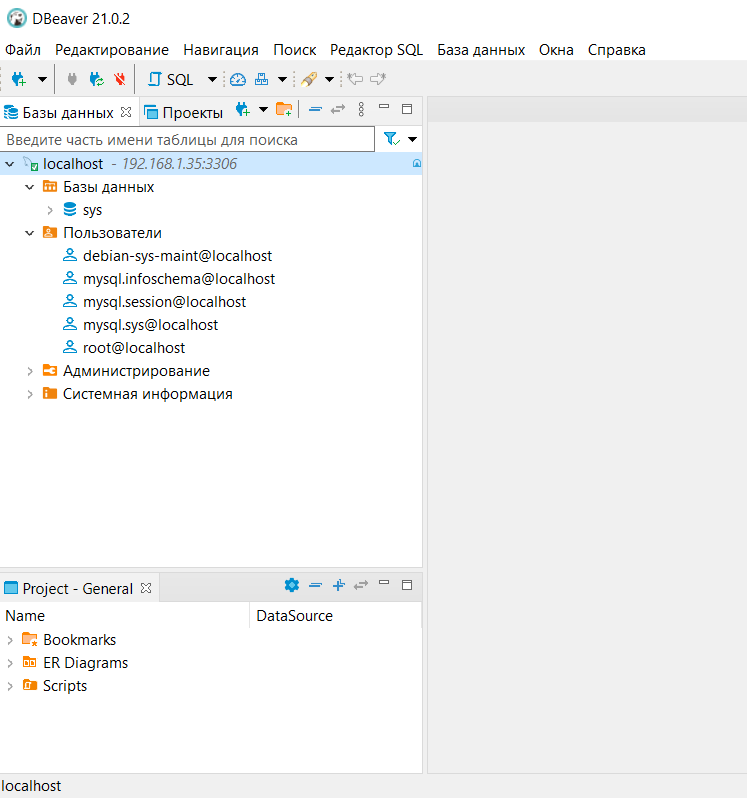 DBeaver 21.0.2
Файл Редактирование Навигация Поиск Редактор SQL База данных Окна Справка
SQL
Базы данных Проекты
Введите часть имени таблицы для поиска
localhost - 192.168.1.35:3306
Базы данных
sys
Пользователи
debian-sys-maint@localhost
mysql.infoschema@localhost
mysql.session@localhost
mysql.sys@localhost
root@localhost
Администрирование
Системная информация
Project - General
Name DataSource
Bookmarks
ER Diagrams
Scripts
localhost